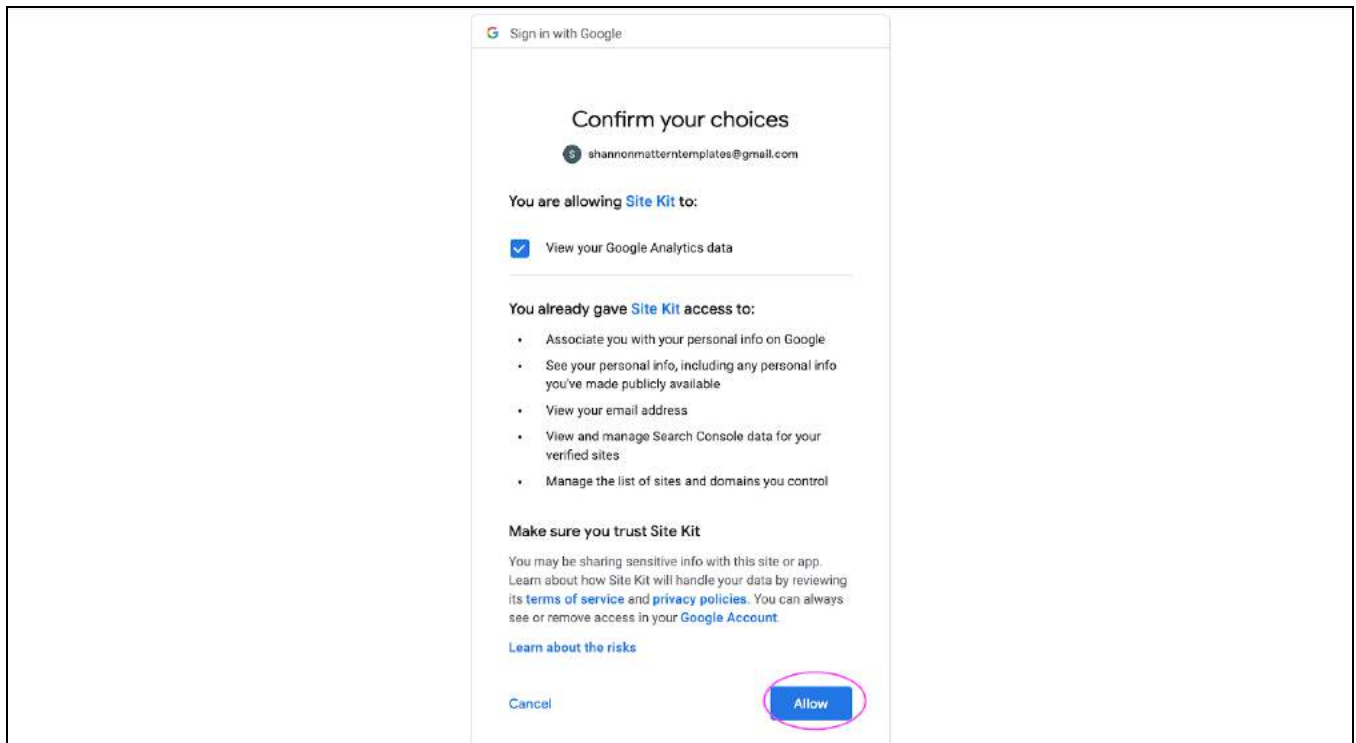 Sign in with Google
Confirm your choices
S shannonmatterntemplates@gmail.com
You are allowing Site Kit to:
View your Google Analytics data
You already gave Site Kit access to:
• Associate you with your personal info on Google
• See your personal info, including any personal info
you've made publicly available
• View your email address
• View and manage Search Console data for your
verified sites
• Manage the list of sites and domains you control
Make sure you trust Site Kit
You may be sharing sensitive info with this site or app.
Learn about how Site Kit will handle your data by reviewing
its terms of service and privacy policies. You can always
see or remove access in your Google Account.
Learn about the risks
Cancel
Allow